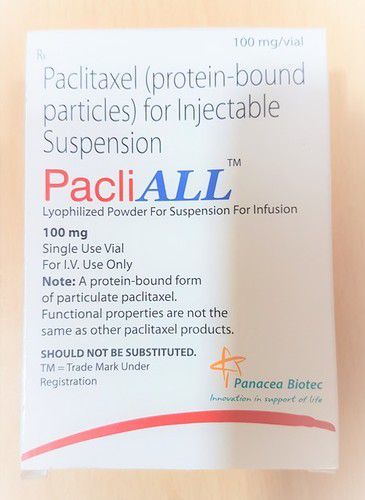 100 mg/vial
Rx
Paclitaxel (protein-bound
particles) for Injectable
Suspension
PacliALL™
Lyophilized Powder For Suspension For Infusion
100 mg
Single Use Vial
For I.V. Use Only
Note: A protein-bound form
of particulate paclitaxel.
Functional properties are not the
same as other paclitaxel products.
SHOULD NOT BE SUBSTITUTED.
TM = Trade Mark Under
Registration
Panacea Biotec
Innovation in support of life